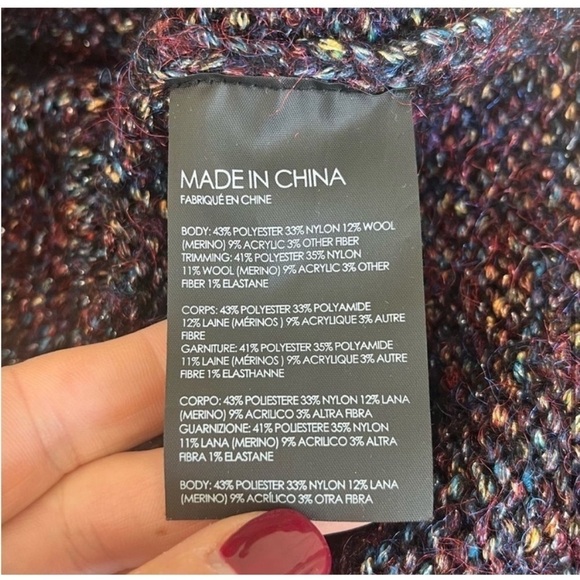 MADE IN CHINA
FABRIQUÉ EN CHINE
BODY: 43% POLYESTER 33% NYLON 12% WOOL
(MERINO) 9% ACRYLIC 3% OTHER FIBER
TRIMMING: 41% POLYESTER 35% NYLON
11% WOOL (MERINO) 9% ACRYLIC 3% OTHER
FIBER 1% ELASTANE
CORPS: 43% POLYESTER 33% POLYAMIDE
12% LAINE (MÉRINOS ) 9% ACRYLIQUE 3% AUTRE
FIBRE
GARNITURE: 41% POLYESTER 35% POLYAMIDE
11% LAINE (MÉRINOS ) 9% ACRYLIQUE 3% AUTRE
FIBRE 1% ELASTHANNE
CORPO: 43% POLIESTERE 33% NYLON 12% LANA
(MERINO) 9% ACRILICO 3% ALTRA FIBRA
GUARNIZIONE: 41% POLIESTERE 35% NYLON
11% LANA (MERINO) 9% ACRILICO 3% ALTRA
FIBRA 1% ELASTANE
BODY: 43% POLIÉSTER 33% NYLON 12% LANA
(MERINO) 9% ACRÍLICO 3% OTRA FIBRA